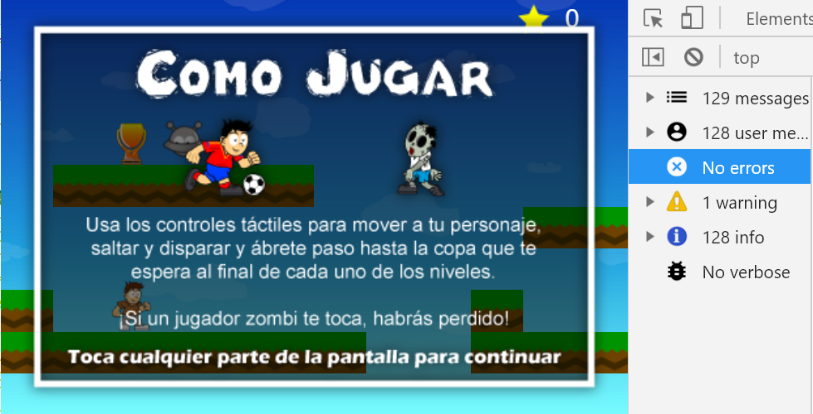 0
COMO JUGAR
Usa los controles táctiles para mover a tu personaje,
saltar y disparar y ábrete paso hasta la copa que te
espera al final de cada uno de los niveles.
¡Si un jugador zombi te toca, habrás perdido!
Toca cualquier parte de la pantalla para continuar
Elements
top
129 messages
128 user me...
No errors
1 warning
128 info
No verbose